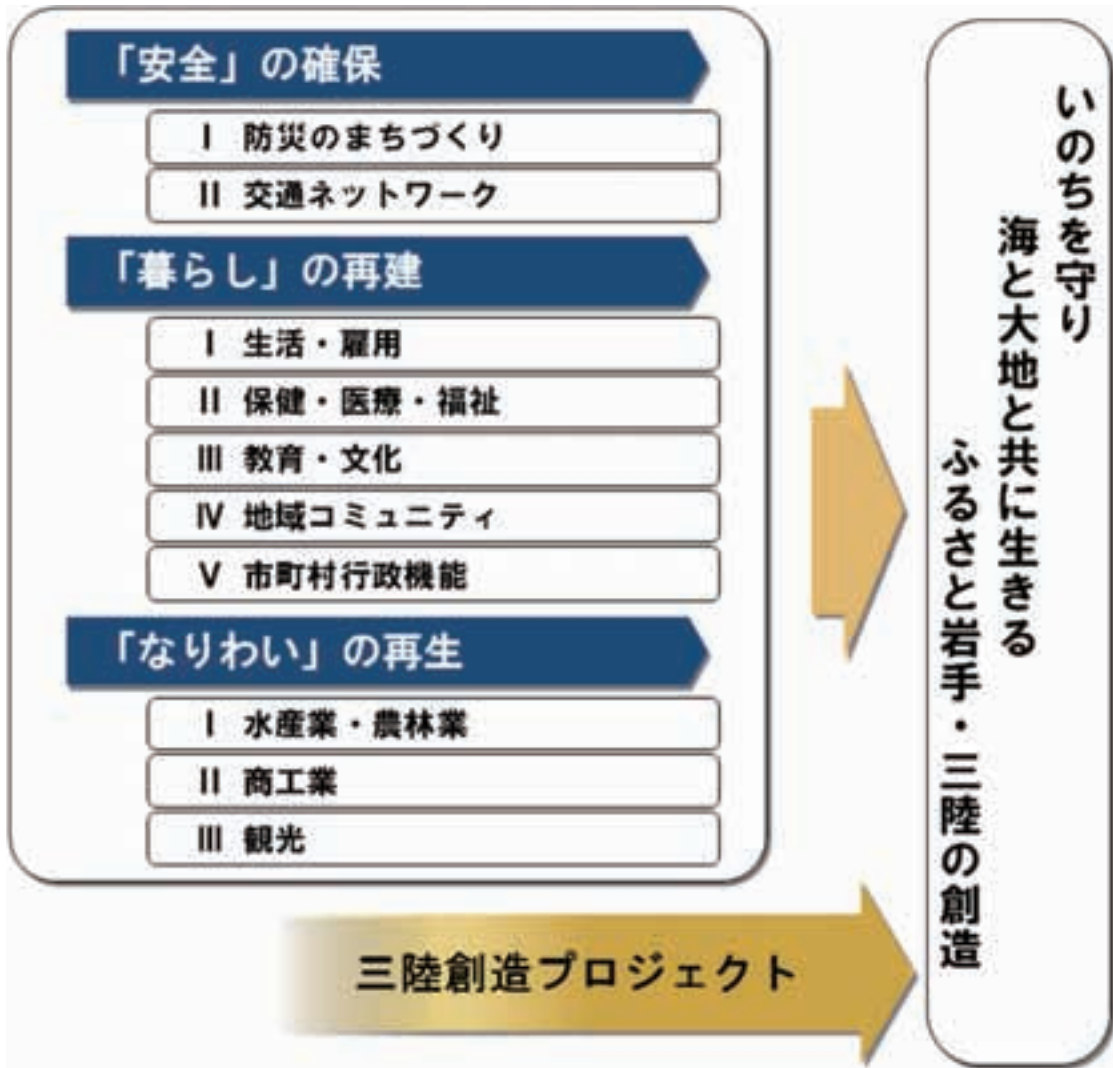 「安全」の確保
Ⅰ 防災のまちづくり
Ⅱ 交通ネットワーク
「暮らし」の再建
Ⅰ 生活・雇用
Ⅱ 保健・医療・福祉
Ⅲ 教育・文化
Ⅳ 地域コミュニティ
Ⅴ 市町村行政機能
「なりわい」の再生
Ⅰ 水産業・農林業
Ⅱ 商工業
Ⅲ 観光
三陸創造プロジェクト
いのちを守り
海と大地と共に生きる
ふるさと岩手・三陸の創造